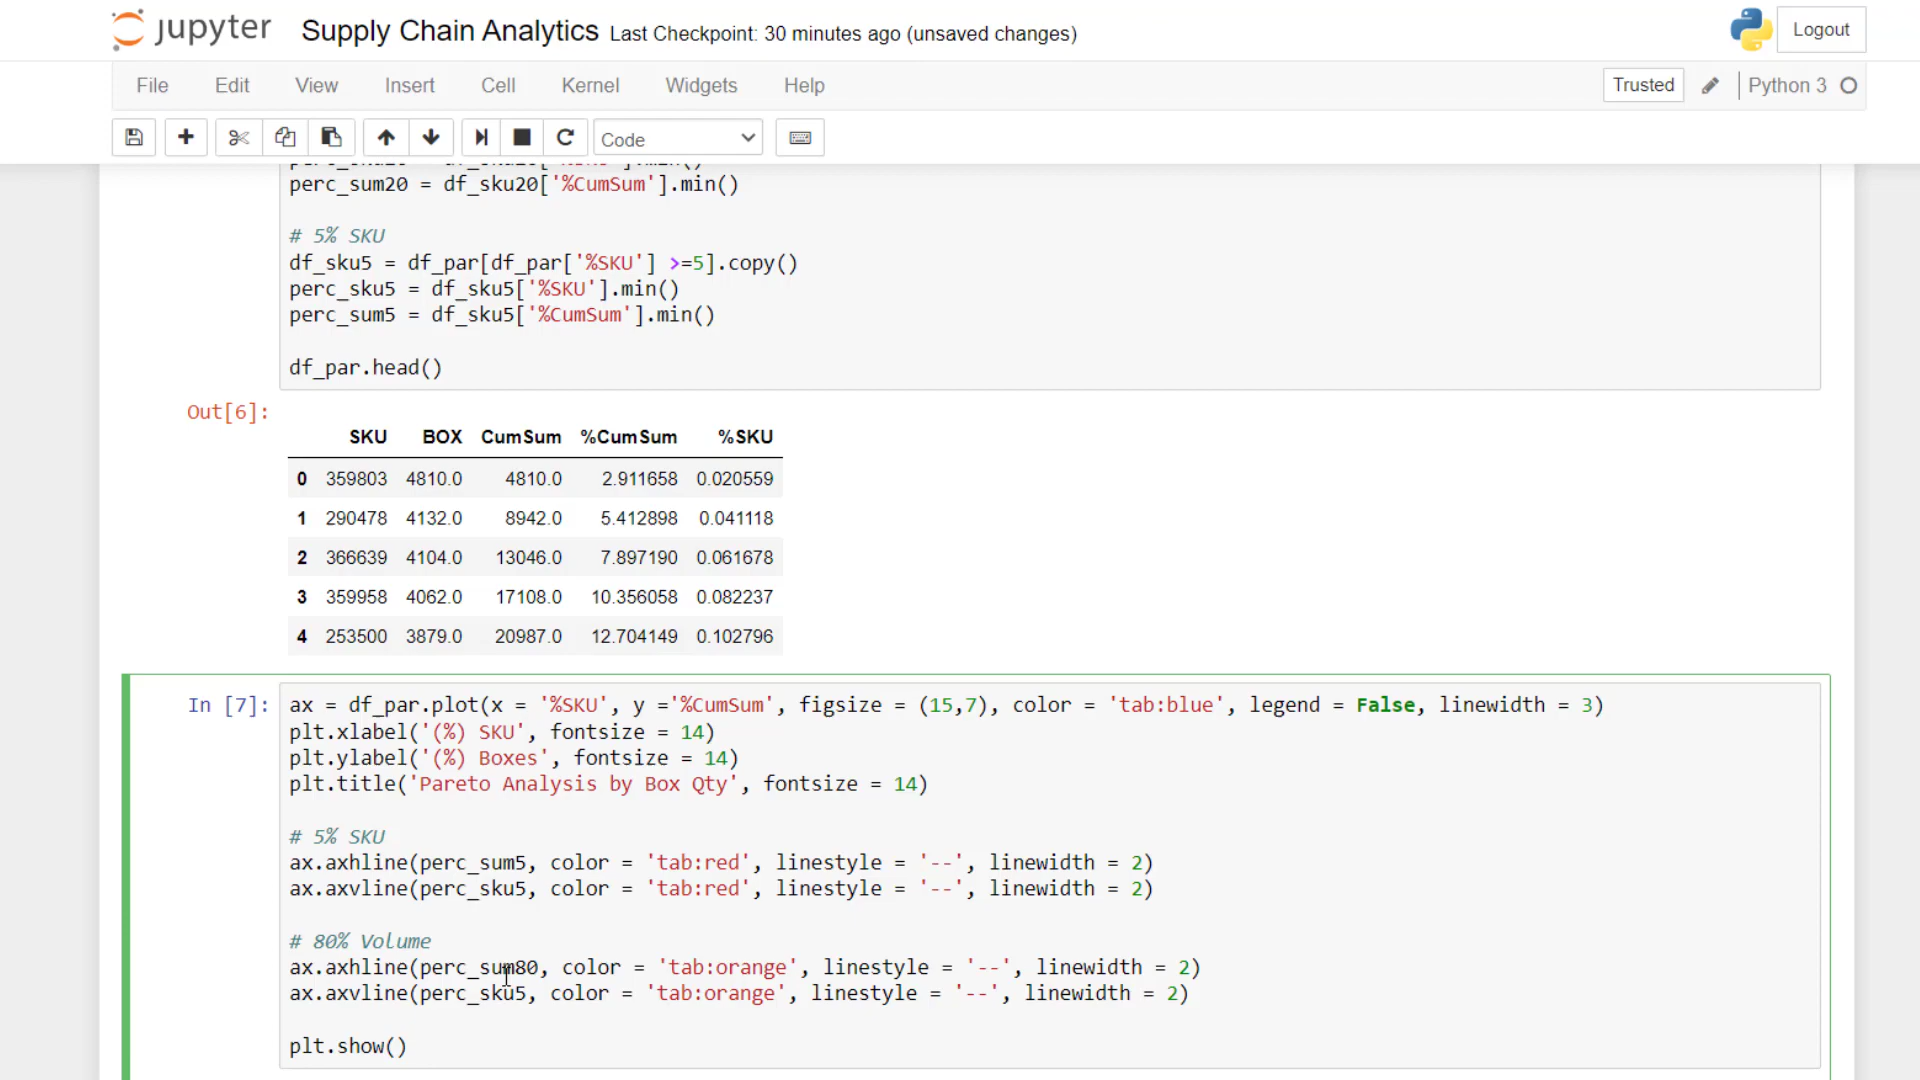 jupyter Supply Chain Analytics Last Checkpoint: 30 minutes ago (unsaved changes) Logout
File Edit View Insert Cell Kernel Widgets Help Trusted Python 3
Code
perc_sum20 = df_sku20['%CumSum'].min()
# 5% SKU
df_sku5 = df_par[df_par['%SKU'] >=5].copy()
perc_sku5 = df_sku5['%SKU'].min()
perc_sum5 = df_sku5['%CumSum'].min()
df_par.head()
Out[6]:
SKU BOX CumSum %CumSum %SKU
0 359803 4810.0 4810.0 2.911658 0.020559
1 290478 4132.0 8942.0 5.412898 0.041118
2 366639 4104.0 13046.0 7.897190 0.061678
3 359958 4062.0 17108.0 10.356058 0.082237
4 253500 3879.0 20987.0 12.704149 0.102796
In [7]: ax = df_par.plot(x = '%SKU', y ='%CumSum', figsize = (15,7), color = 'tab:blue', legend = False, linewidth = 3)
plt.xlabel('(%) SKU', fontsize = 14)
plt.ylabel('(%) Boxes', fontsize = 14)
plt.title('Pareto Analysis by Box Qty', fontsize = 14)
# 5% SKU
ax.axhline(perc_sum5, color = 'tab:red', linestyle = '--', linewidth = 2)
ax.axvline(perc_sku5, color = 'tab:red', linestyle = '--', linewidth = 2)
# 80% Volume
ax.axhline(perc_sum80, color = 'tab:orange', linestyle = '--', linewidth = 2)
ax.axvline(perc_sku5, color = 'tab:orange', linestyle = '--', linewidth = 2)
plt.show()